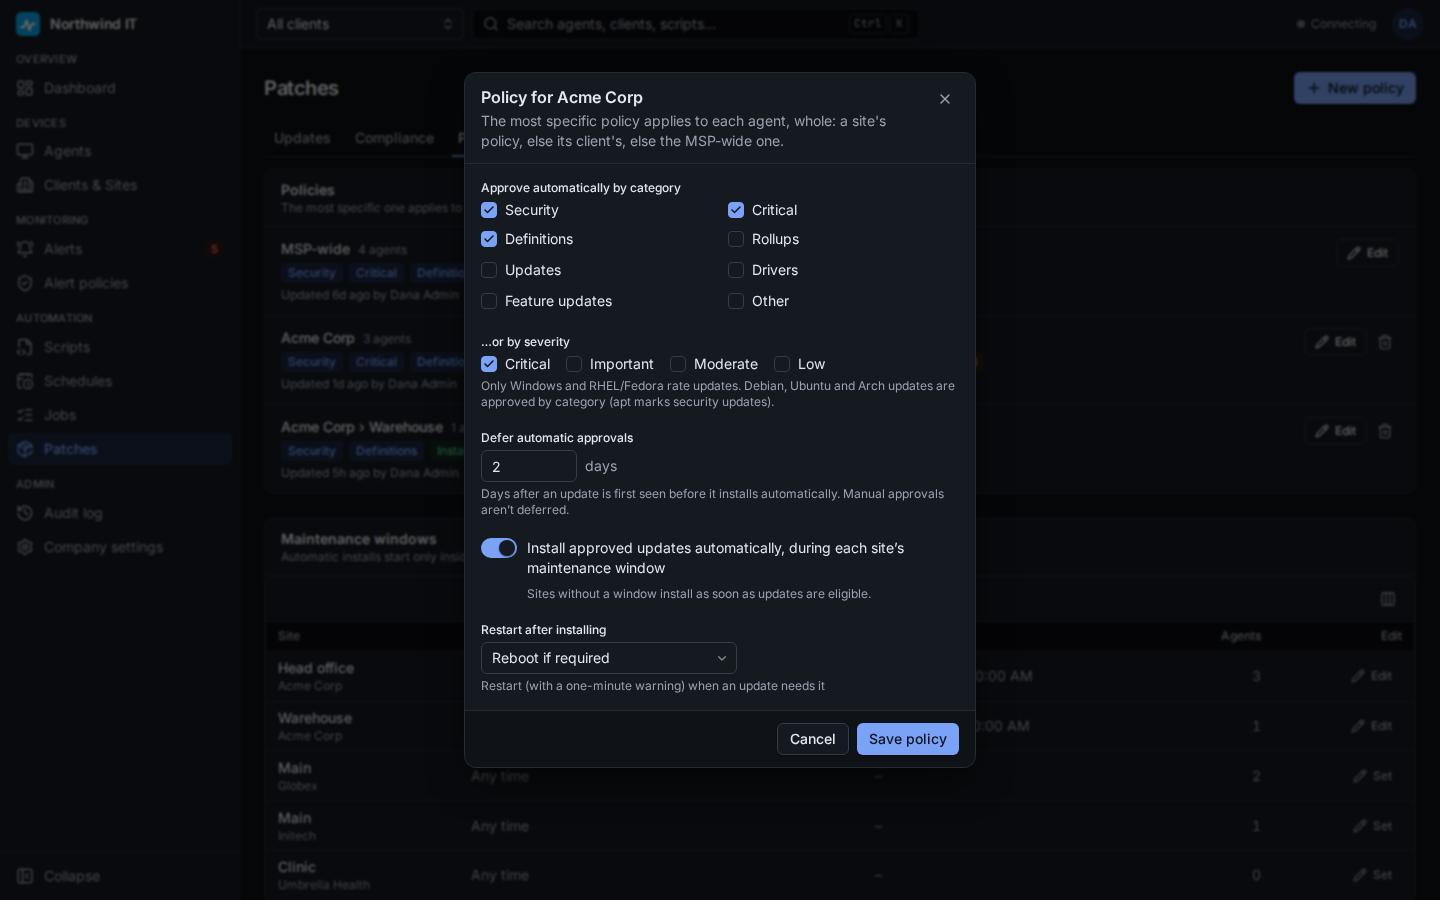 Northwind IT
All clients
Search agents, clients, scripts...
Ctrl K
Connecting
DA
OVERVIEW
Dashboard
DEVICES
Agents
Clients & Sites
MONITORING
Alerts
5
Alert policies
AUTOMATION
Scripts
Schedules
Jobs
Patches
ADMIN
Audit log
Company settings
Collapse
Patches
New policy
Updates
Compliance
Policies
The most specific one applies to
MSP-wide 4 agents
Security Critical
Updated 6d ago by Dana Admin
Edit
Acme Corp 3 agents
Security Critical
Updated 1d ago by Dana Admin
Edit
Acme Corp › Warehouse
Security Definitions
Updated 5h ago by Dana Admin
Edit
Maintenance windows
Automatic installs start only
Site
Agents
Edit
Head office
Acme Corp
0:00 AM
3
Edit
Warehouse
Acme Corp
0:00 AM
1
Edit
Main
Globex
Any time
–
2
Set
Main
Initech
Any time
–
1
Set
Clinic
Umbrella Health
Any time
–
0
Set
Policy for Acme Corp
The most specific policy applies to each agent, whole: a site's
policy, else its client's, else the MSP-wide one.
Approve automatically by category
Security
Critical
Definitions
Rollups
Updates
Drivers
Feature updates
Other
...or by severity
Critical Important Moderate Low
Only Windows and RHEL/Fedora rate updates. Debian, Ubuntu and Arch updates are
approved by category (apt marks security updates).
Defer automatic approvals
2 days
Days after an update is first seen before it installs automatically. Manual approvals
aren't deferred.
Install approved updates automatically, during each site's
maintenance window
Sites without a window install as soon as updates are eligible.
Restart after installing
Reboot if required
Restart (with a one-minute warning) when an update needs it
Cancel
Save policy